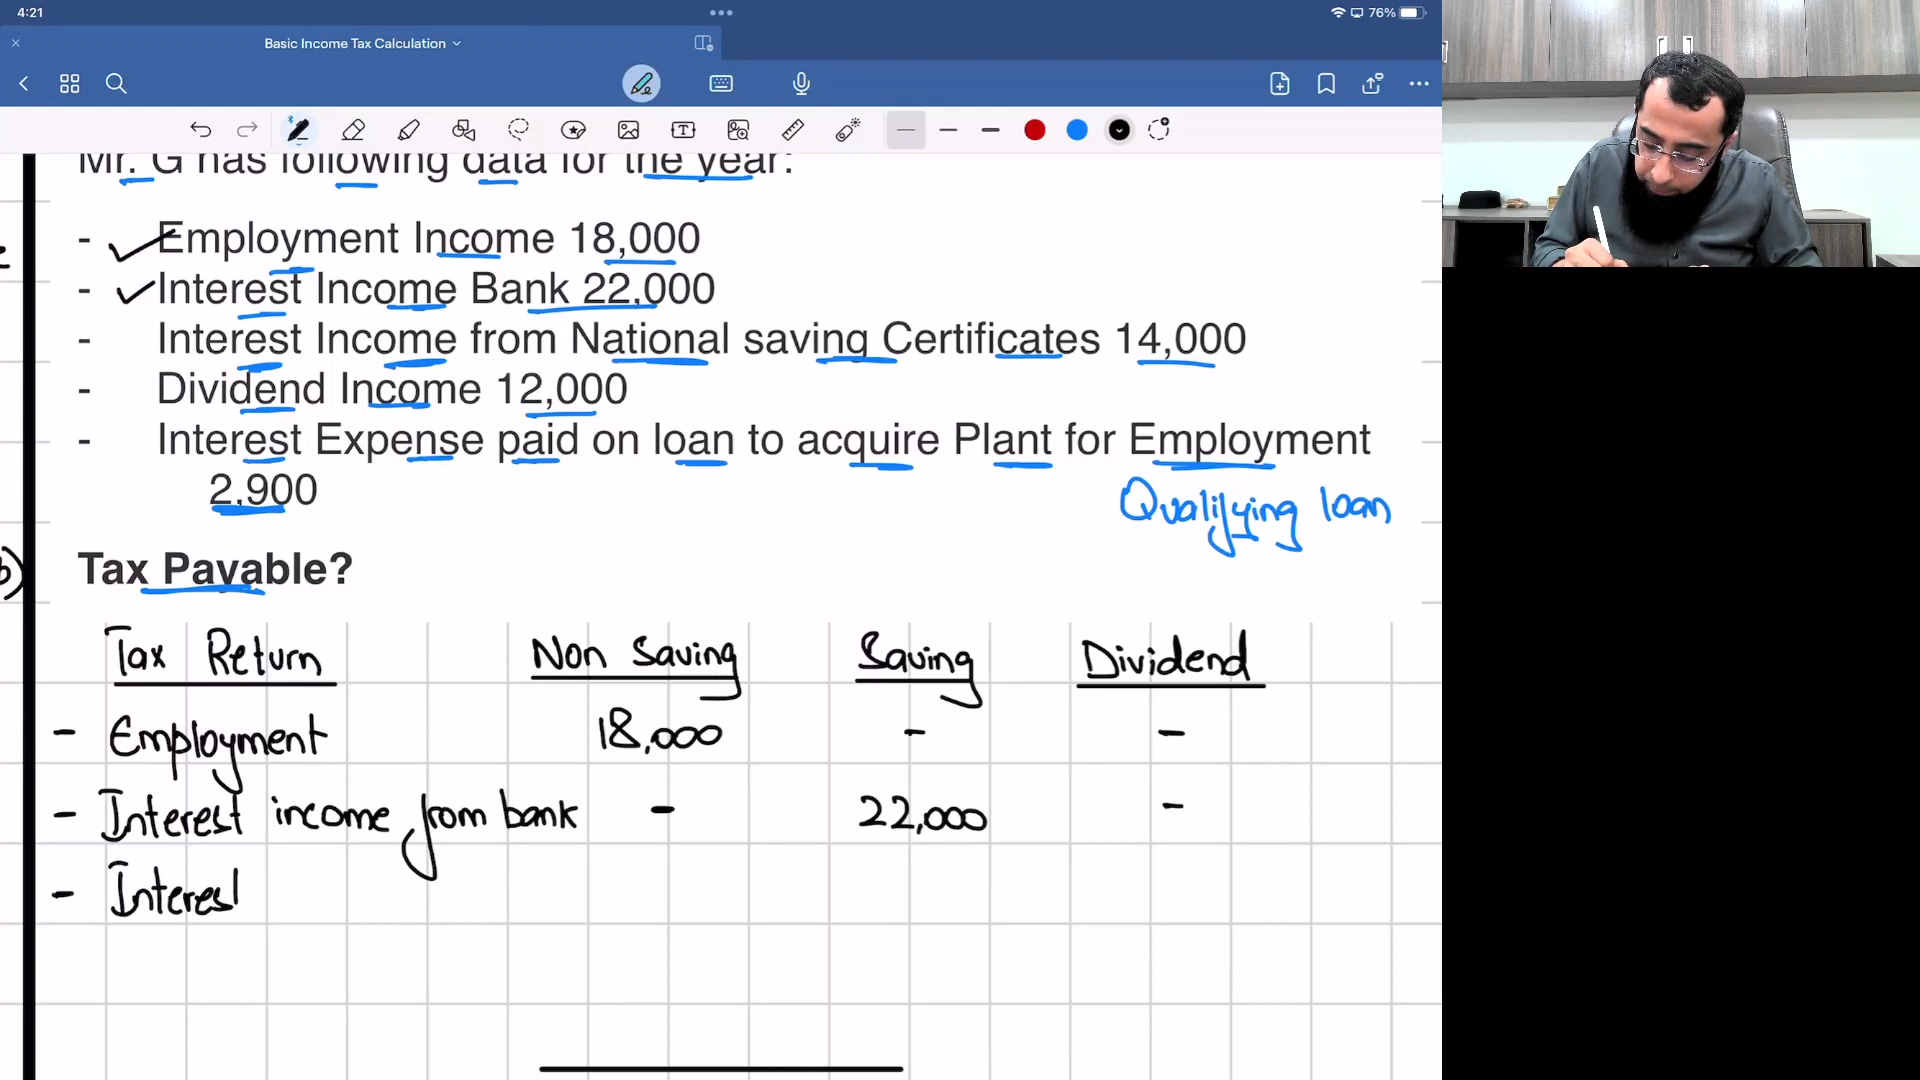 4:21
76%
Basic Income Tax Calculation
Mr. G has following data for the year:
- Employment Income 18,000
- Interest Income Bank 22,000
- Interest Income from National saving Certificates 14,000
- Dividend Income 12,000
- Interest Expense paid on loan to acquire Plant for Employment
2,900
Qualifying loan
b)
Tax Payable?
Tax Return Non Saving Saving Dividend
- Employment 18,000 - -
- Interest income from bank - 22,000 -
- Interest